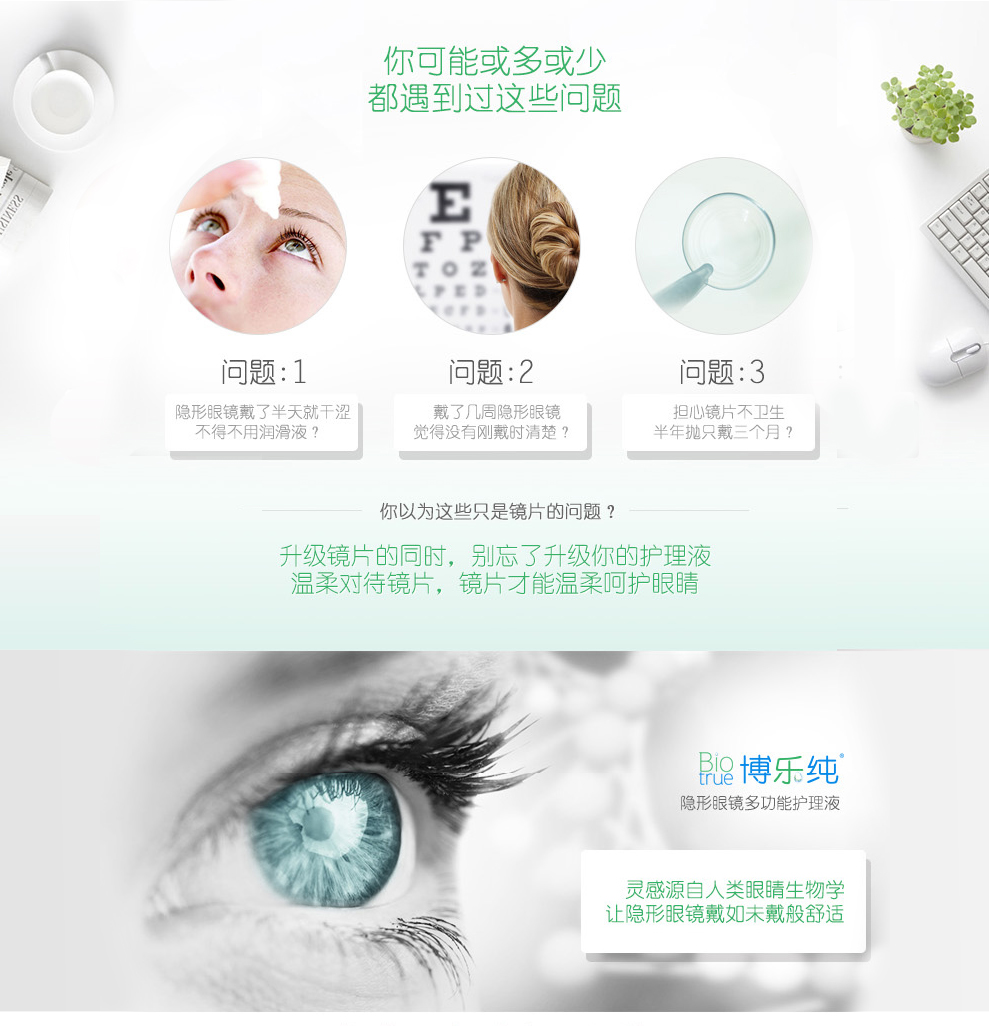 你可能或多或少
都遇到过这些问题
E
F P
T O Z
L P E D
问题:1
问题:2
问题:3
隐形眼镜戴了半天就干涩
不得不用润滑液?
戴了几周隐形眼镜
觉得没有刚戴时清楚?
担心镜片不卫生
半年抛只戴三个月?
你以为这些只是镜片的问题?
升级镜片的同时，别忘了升级你的护理液
温柔对待镜片，镜片才能温柔呵护眼睛
Bio
true 博乐纯®
隐形眼镜多功能护理液
灵感源自人类眼睛生物学
让隐形眼镜戴如未戴般舒适